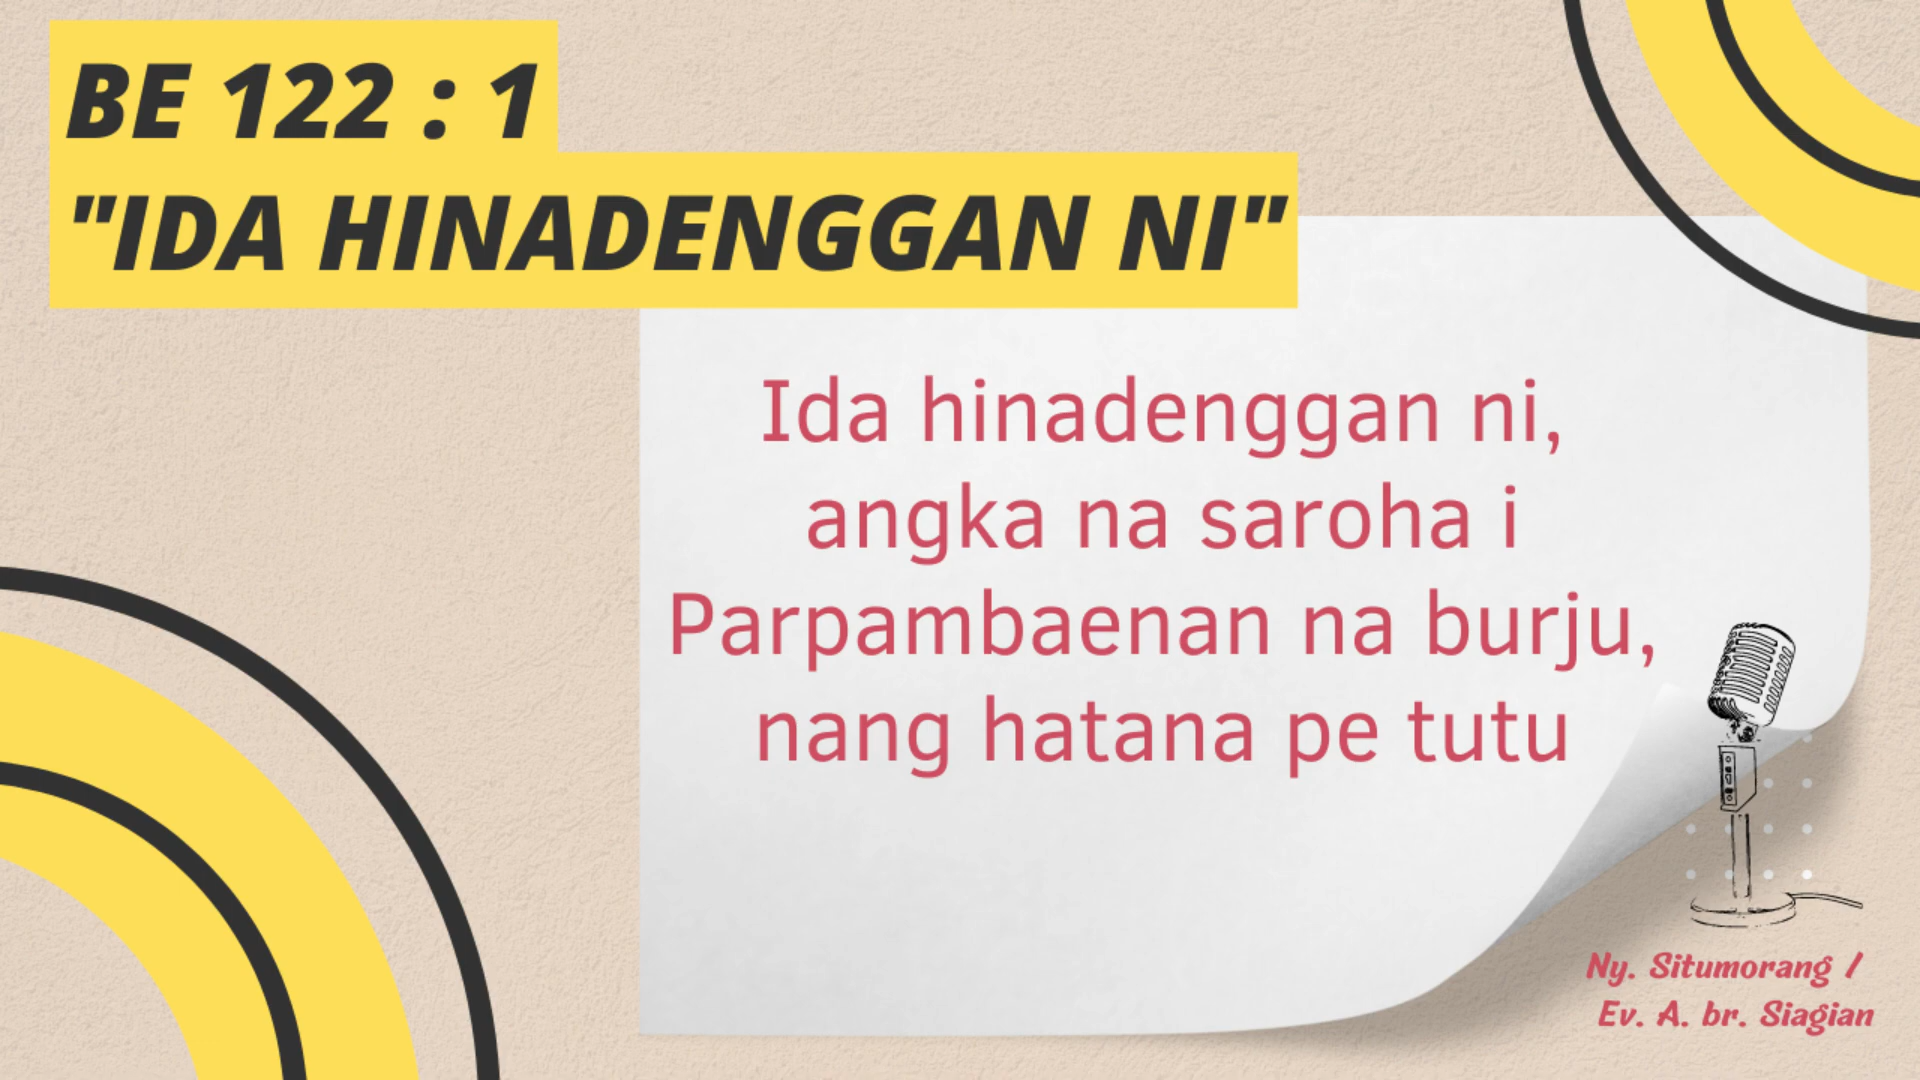 BE 122 : 1
"IDA HINADENGGAN NI"
Ida hinadenggan ni,
angka na saroha i
Parpambaenan na burju,
nang hatana pe tutu
Ny. Situmorang /
Ev. A. br. Siagian